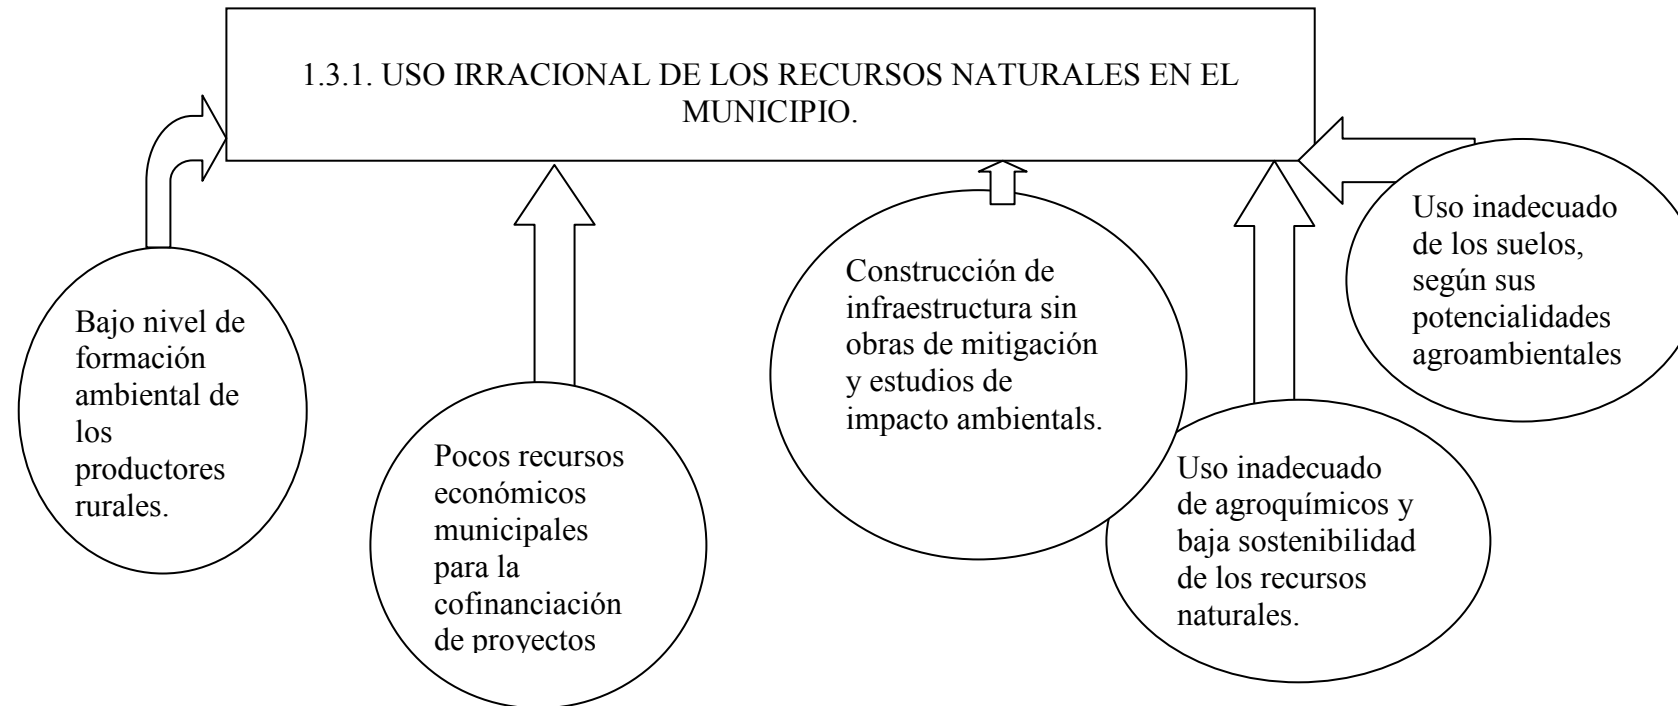 1.3.1. USO IRRACIONAL DE LOS RECURSOS NATURALES EN EL
MUNICIPIO.
Bajo nivel de
formación
ambiental de
los
productores
rurales.
Pocos recursos
económicos
municipales
para la
cofinanciación
de proyectos
Construcción de
infraestructura sin
obras de mitigación
y estudios de
impacto ambientals.
Uso inadecuado
de agroquímicos y
baja sostenibilidad
de los recursos
naturales.
Uso inadecuado
de los suelos,
según sus
potencialidades
agroambientales